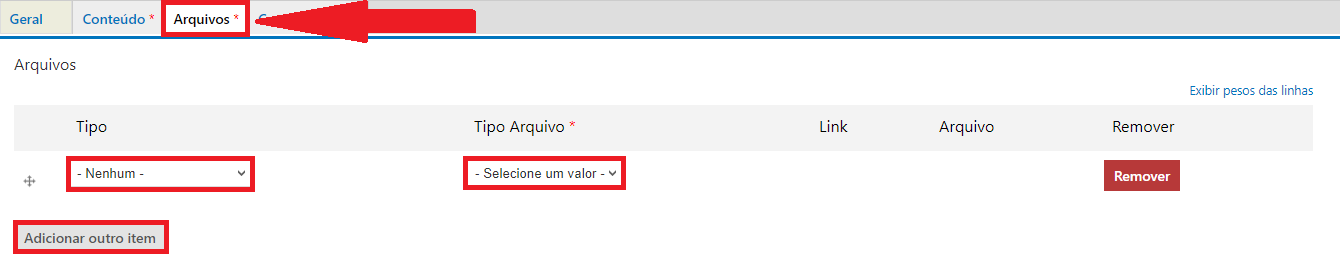 Geral Conteúdo * Arquivos *
Arquivos
Exibir pesos das linhas
Tipo Tipo Arquivo * Link Arquivo Remover
- Nenhum - - Selecione um valor - Remover
Adicionar outro item